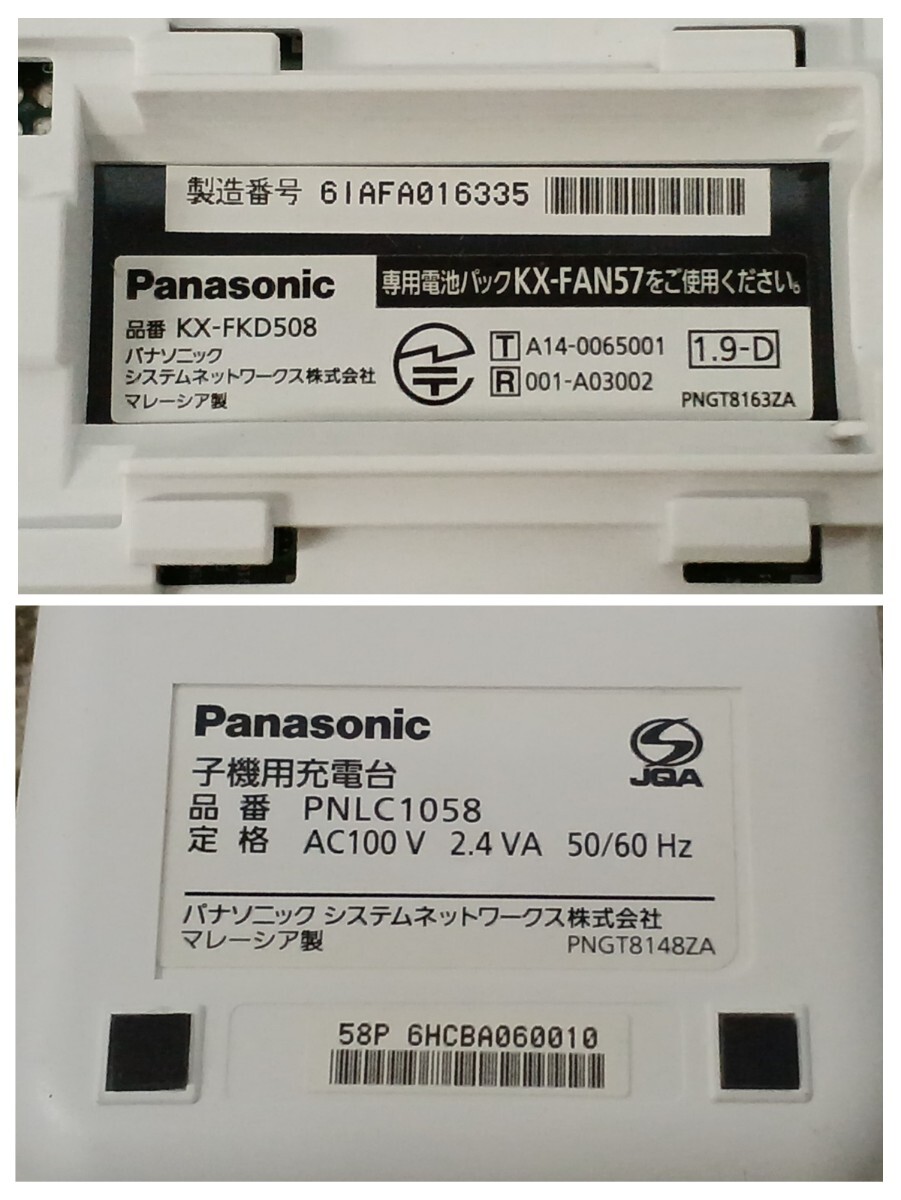 製造番号 6IAFA016335
Panasonic
専用電池パックKX-FAN57をご使用ください。
品番 KX-FKD508
パナソニック
システムネットワークス株式会社
マレーシア製
T A14-0065001
R 001-A03002
1.9-D
PNGT8163ZA
Panasonic
JQA
子機用充電台
品番 PNLC1058
定格 AC100 V 2.4 VA 50/60 Hz
パナソニック システムネットワークス株式会社
マレーシア製
PNGT8148ZA
58P 6HCBA060010